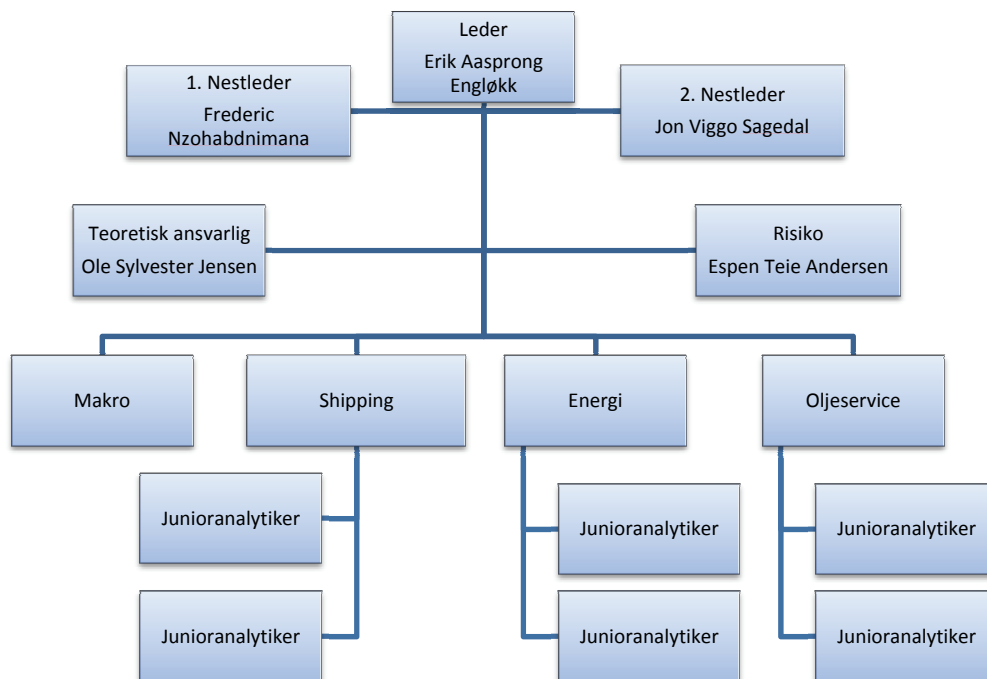 Leder
Erik Aasprong
Engløkk
1. Nestleder
Frederic
Nzohabdnimana
2. Nestleder
Jon Viggo Sagedal
Teoretisk ansvarlig
Ole Sylvester Jensen
Risiko
Espen Teie Andersen
Makro
Shipping
Energi
Oljeservice
Junioranalytiker
Junioranalytiker
Junioranalytiker
Junioranalytiker
Junioranalytiker
Junioranalytiker